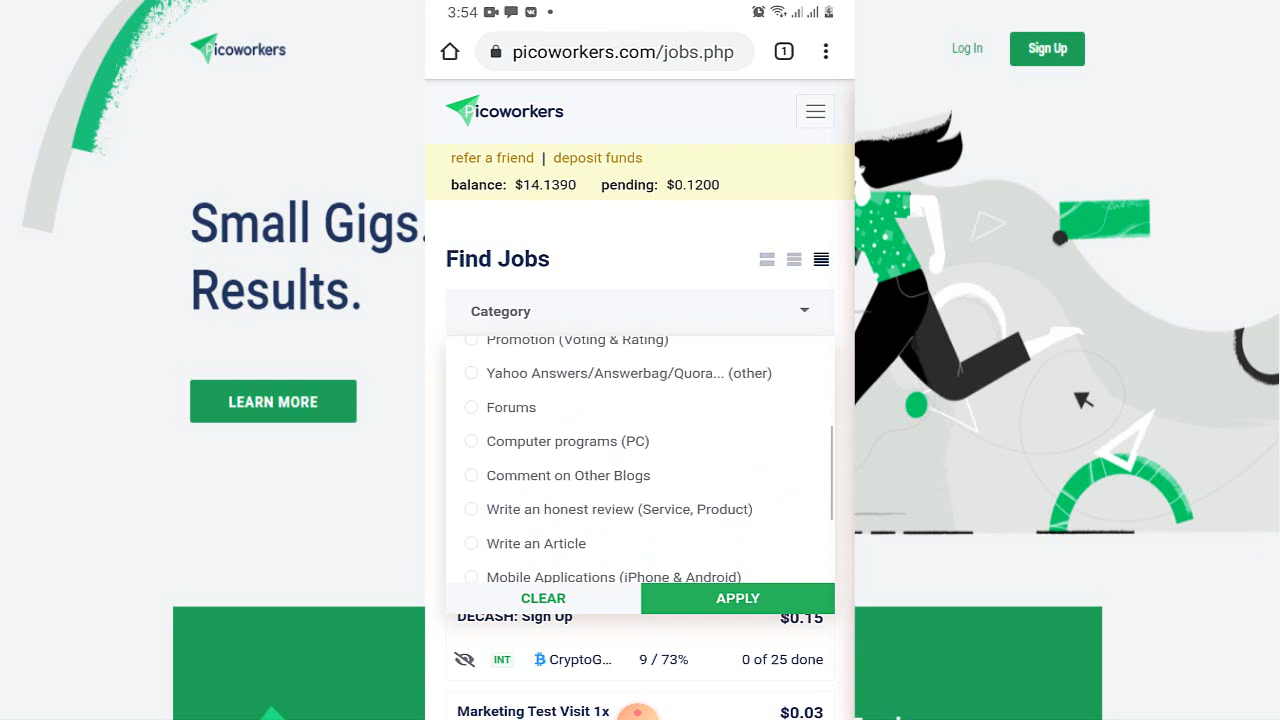 Picoworkers
Log In
Sign Up
Small Gigs.
Results.
LEARN MORE
3:54
picoworkers.com/jobs.php
1
Picoworkers
refer a friend | deposit funds
balance: $14.1390 pending: $0.1200
Find Jobs
Category
Promotion (Voting & Rating)
Yahoo Answers/Answerbag/Quora... (other)
Forums
Computer programs (PC)
Comment on Other Blogs
Write an honest review (Service, Product)
Write an Article
Mobile Applications (iPhone & Android)
CLEAR APPLY
DECASH: Sign Up $0.15
INT CryptoG... 9 / 73% 0 of 25 done
Marketing Test Visit 1x $0.03